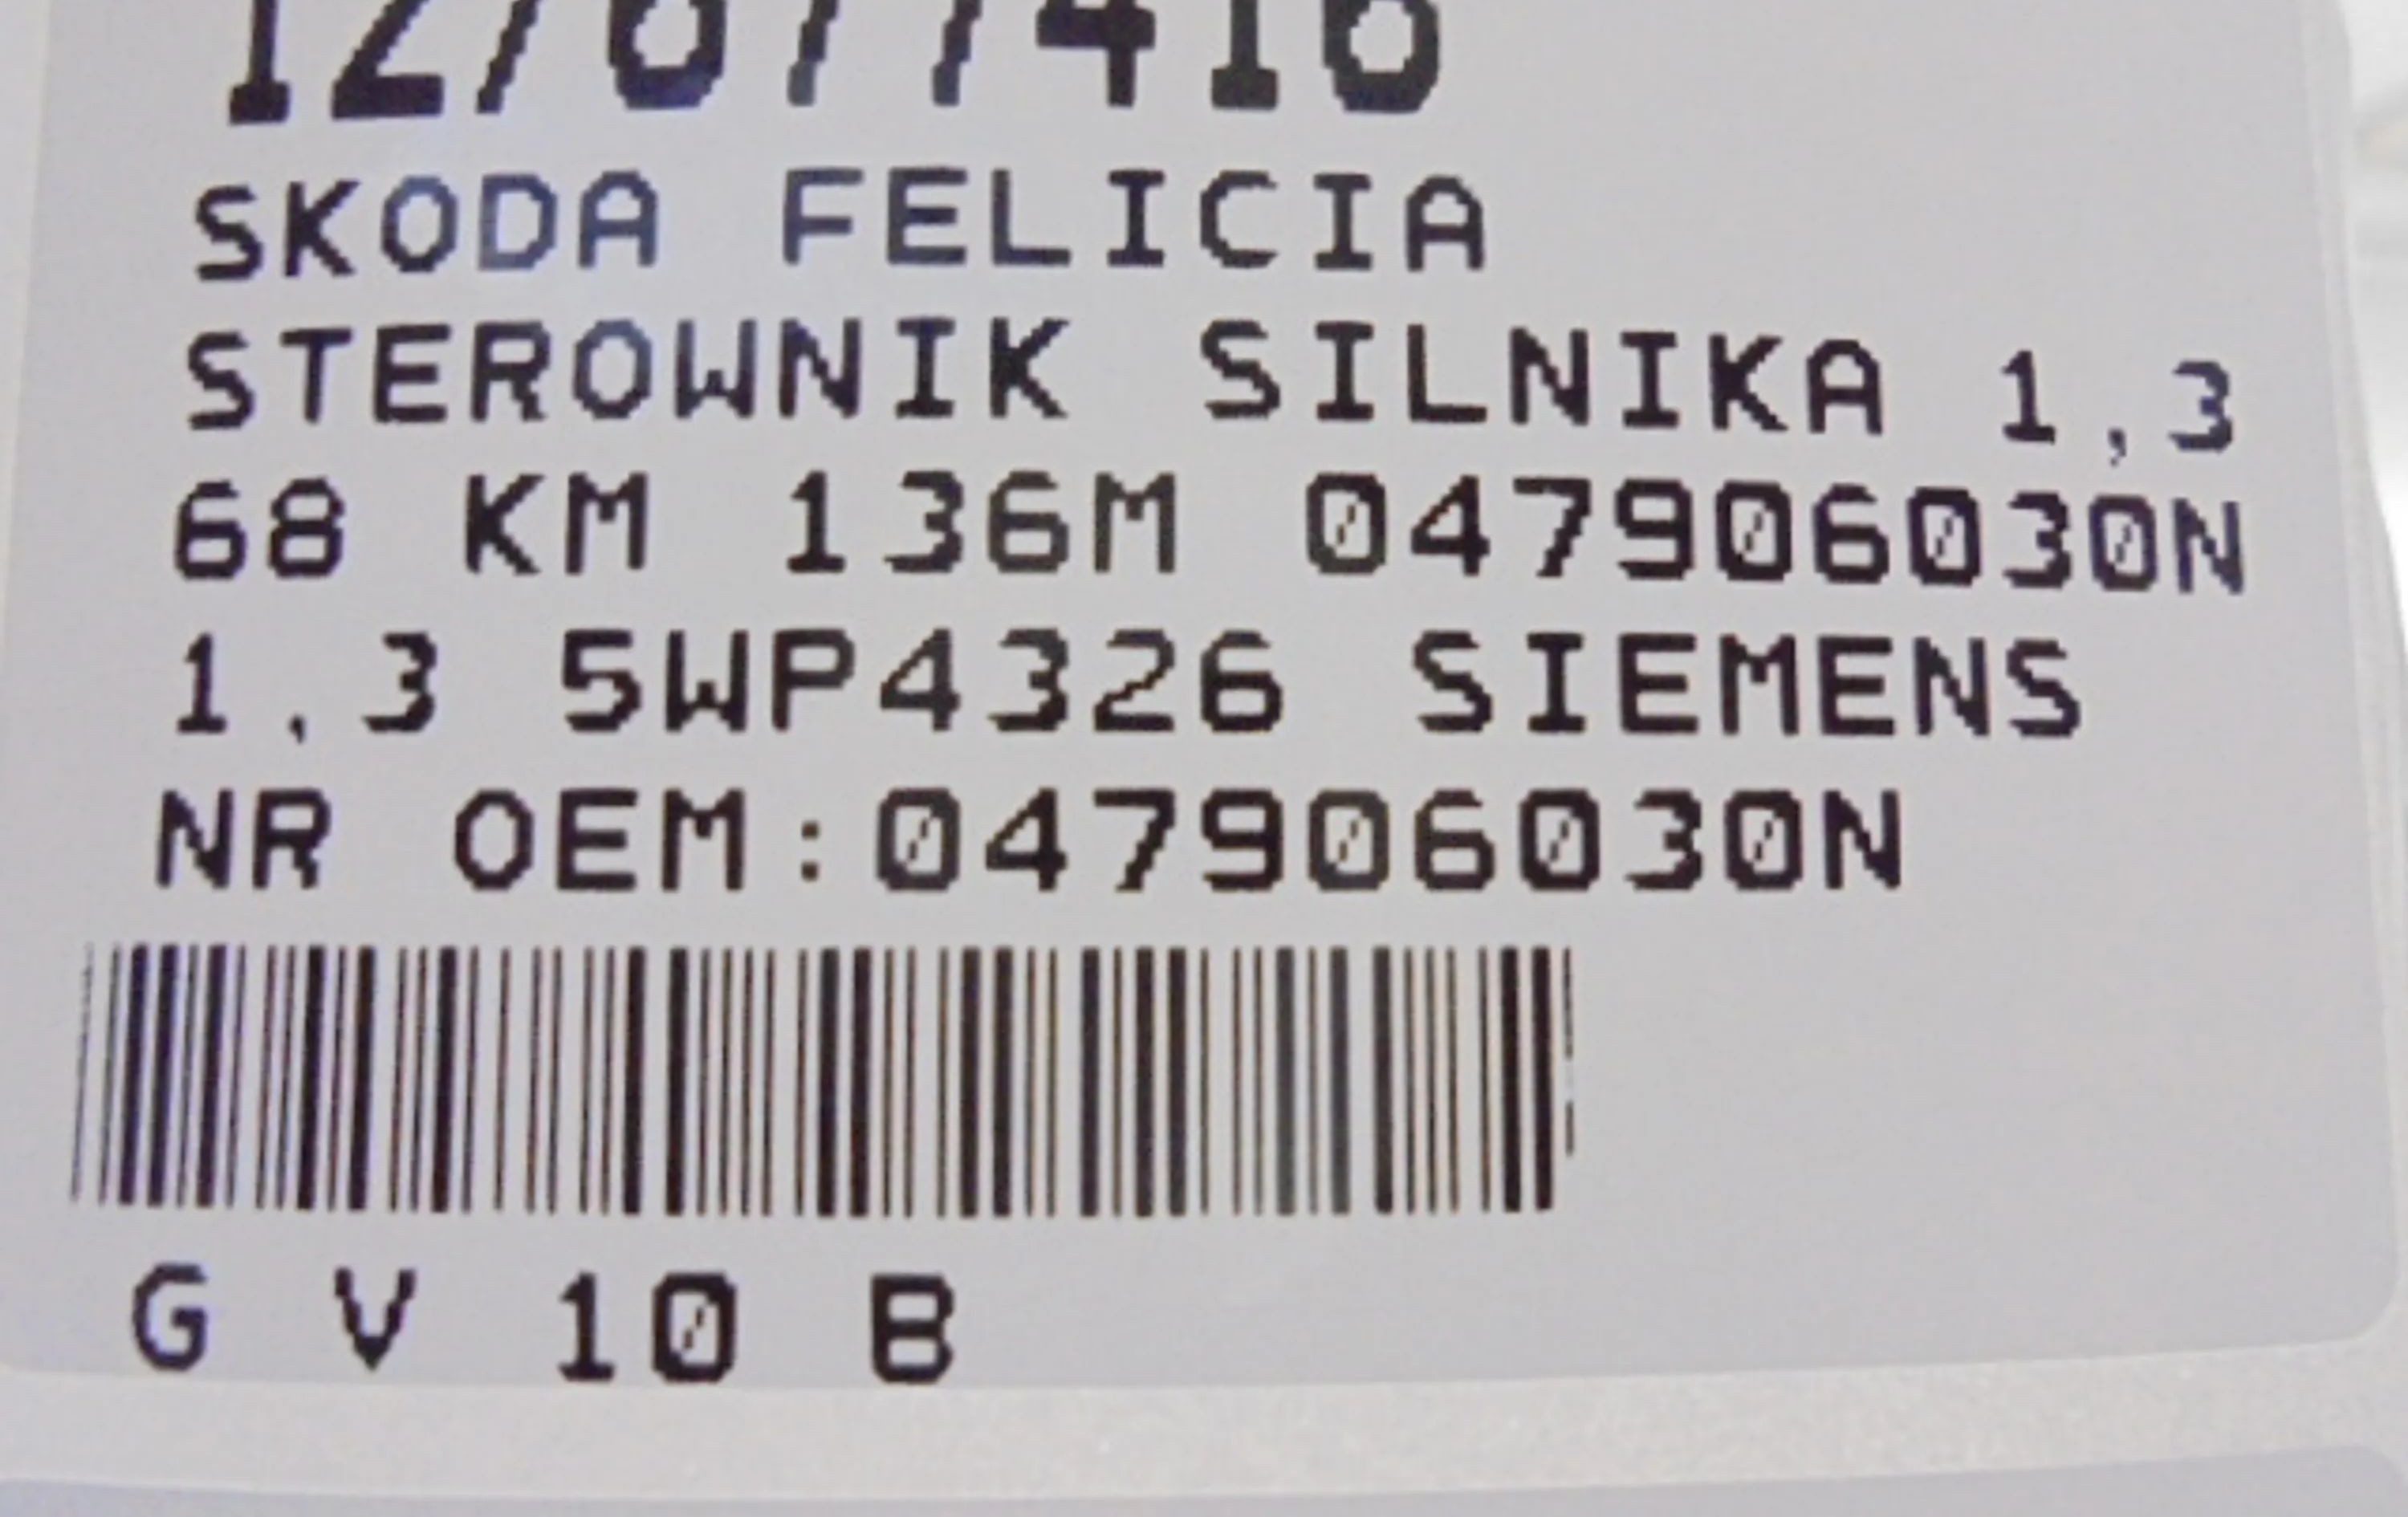 SKODA FELICIA
STEROWNIK SILNIKA 1,3
68 KM 136M 047906030N
1,3 5WP4326 SIEMENS
NR OEM:047906030N
G V 10 B